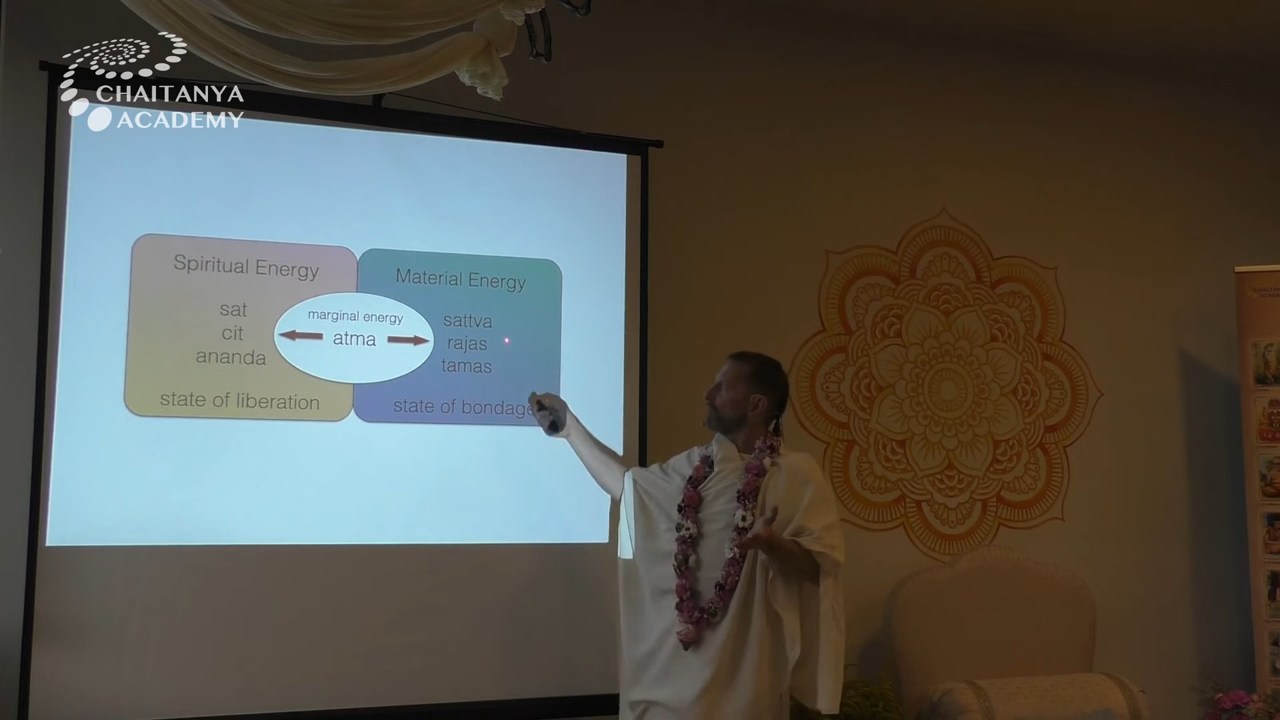 CHAITANYA
ACADEMY
Spiritual Energy
sat
cit
ananda
state of liberation
marginal energy
atma
Material Energy
sattva
rajas
tamas
state of bondage